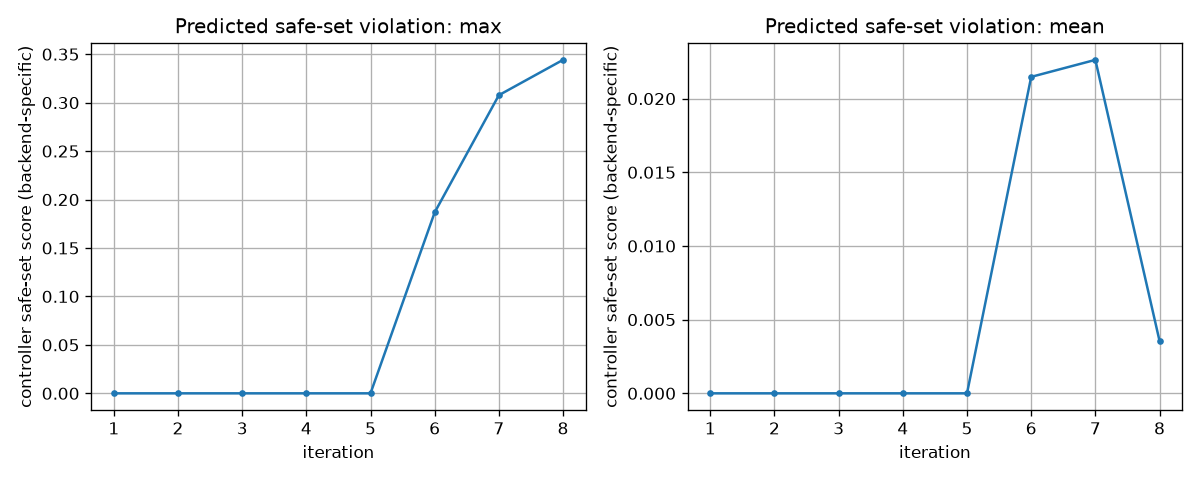 Predicted safe-set violation: max
controller safe-set score (backend-specific)
0.35
0.30
0.25
0.20
0.15
0.10
0.05
0.00
1 2 3 4 5 6 7 8
iteration
Predicted safe-set violation: mean
controller safe-set score (backend-specific)
0.020
0.015
0.010
0.005
0.000
1 2 3 4 5 6 7 8
iteration